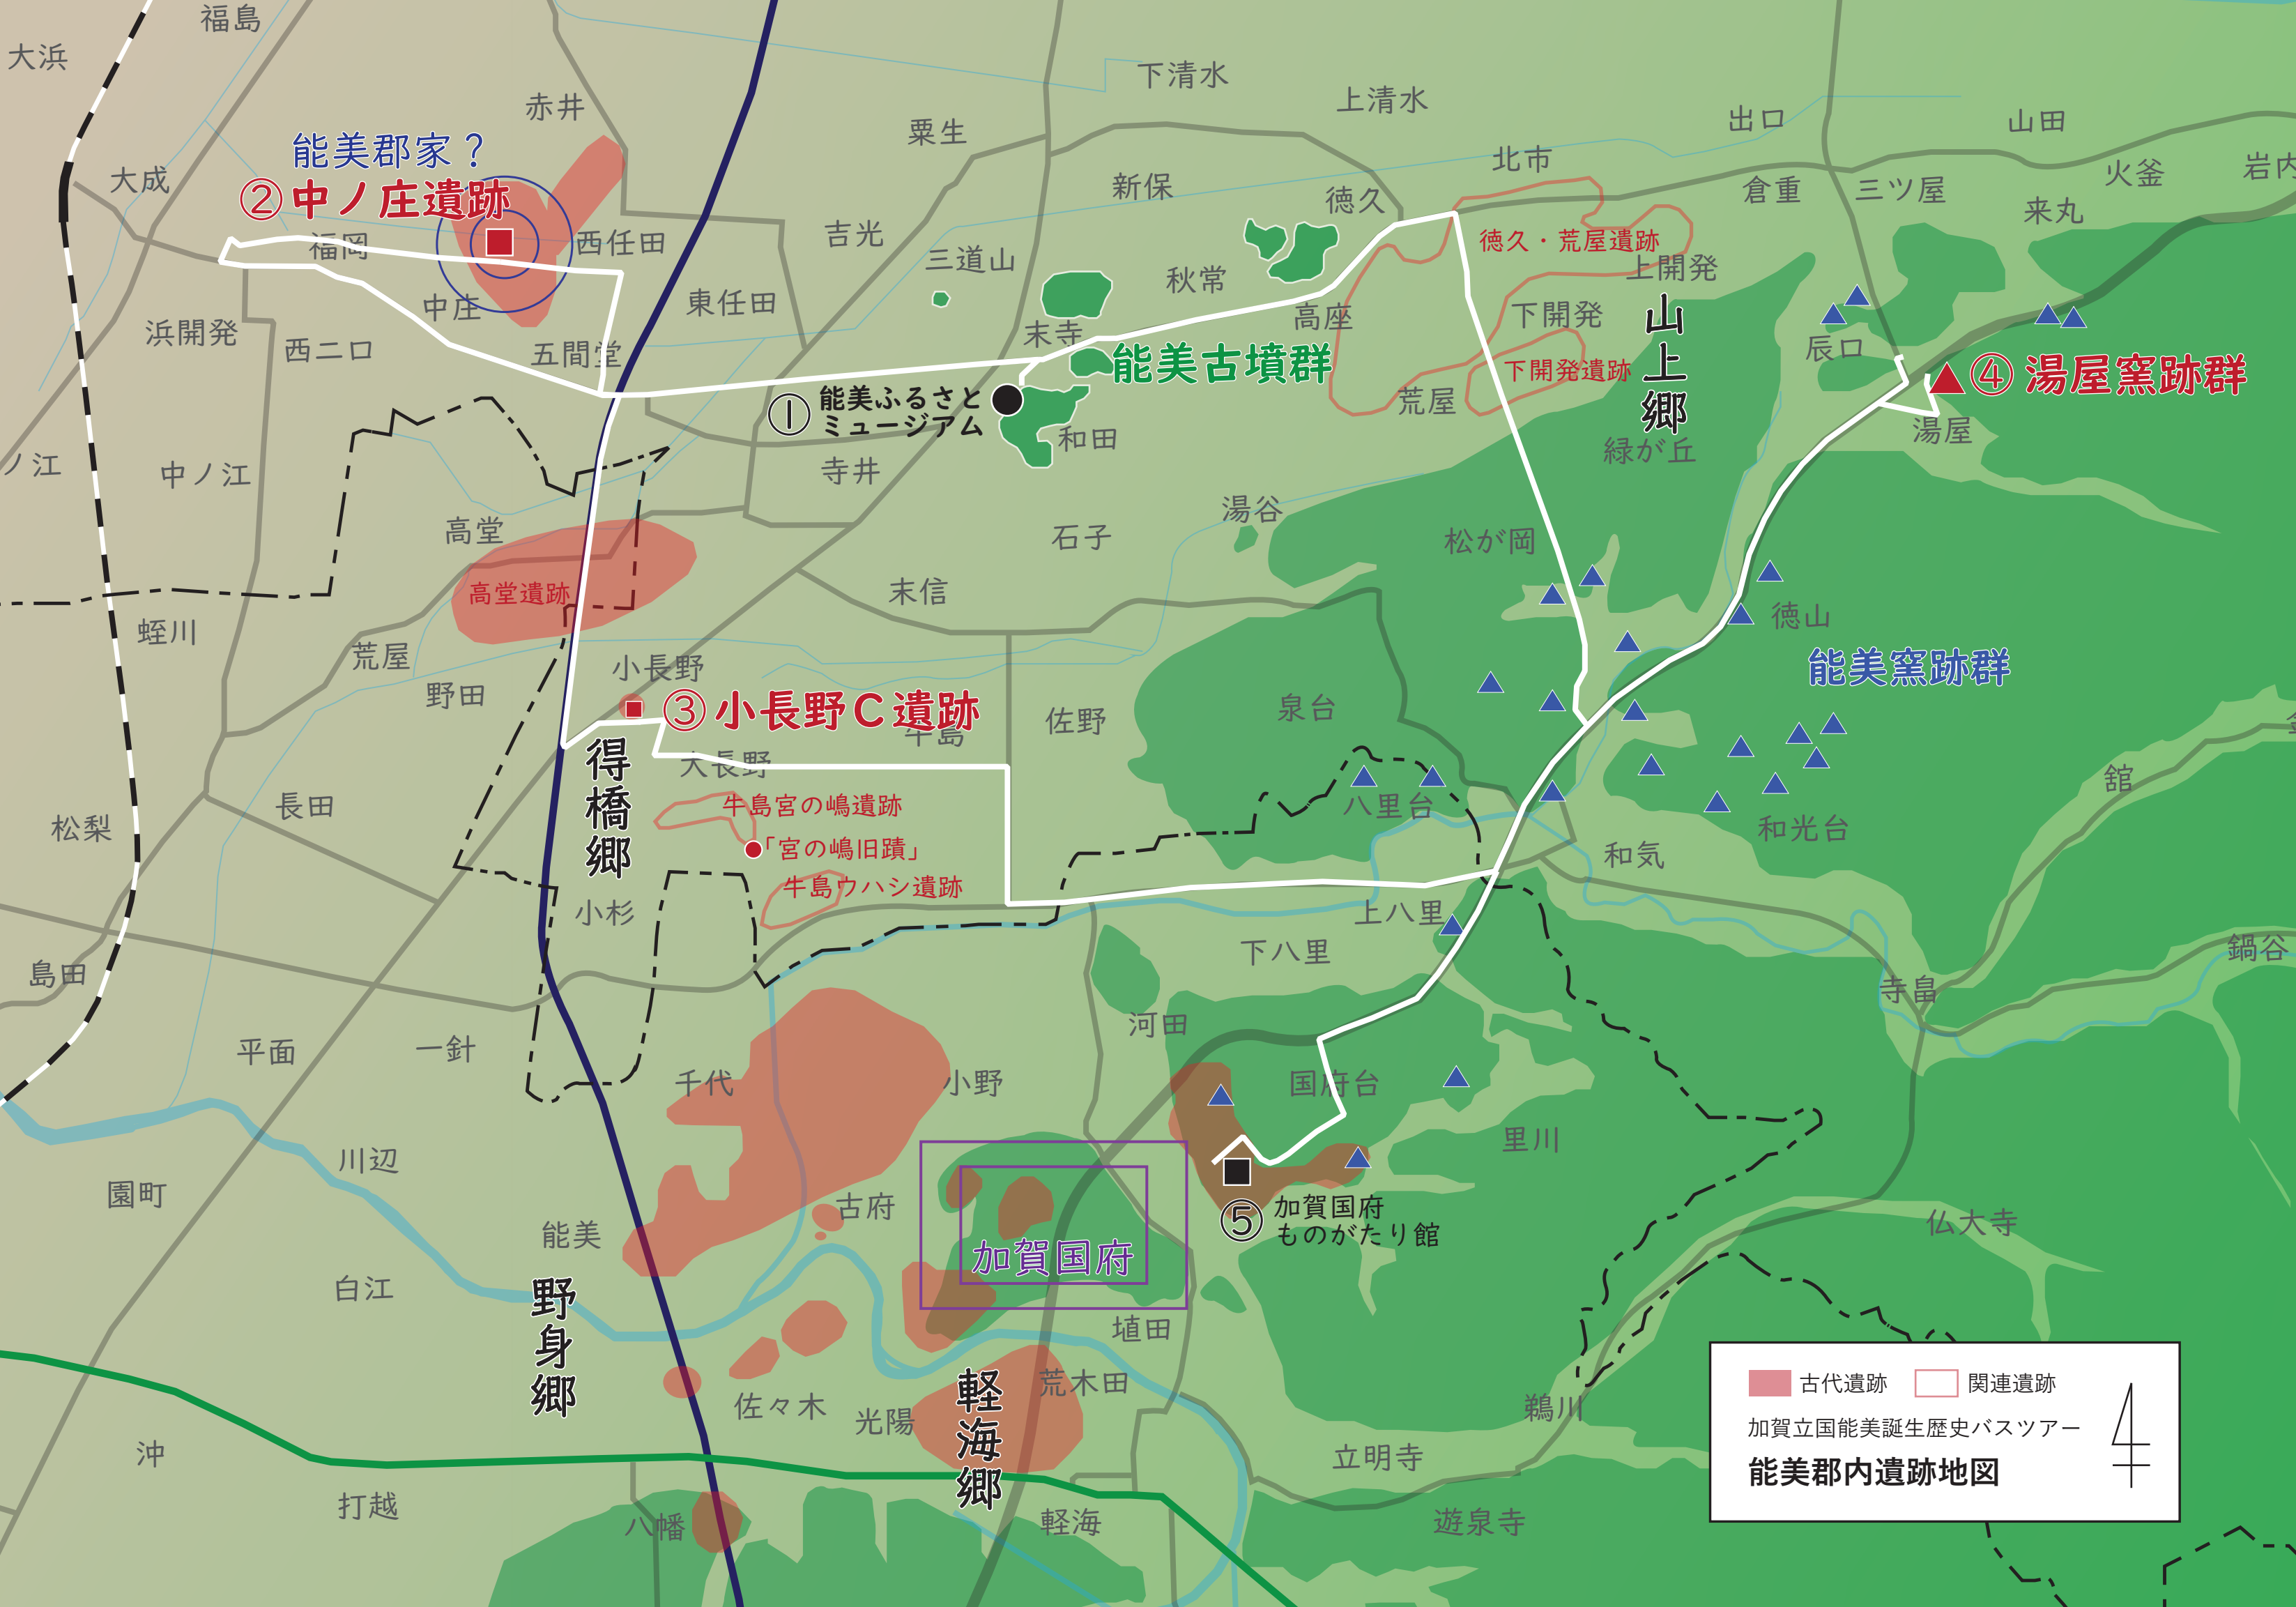 福島
大浜
赤井
下清水
上清水
粟生
出口
山田
能美郡家？
②中ノ庄遺跡
大成
新保
徳久
北市
倉重
三ツ屋
火釜
岩内
来丸
福岡
西任田
吉光
三道山
秋常
徳久・荒屋遺跡
上開発
中庄
東任田
末寺
高座
下開発
山上郷
浜開発
西二口
五間堂
能美古墳群
下開発遺跡
辰口
④湯屋窯跡群
①能美ふるさと
ミュージアム
荒屋
湯屋
和田
緑が丘
ノ江
中ノ江
寺井
高堂
湯谷
石子
松が岡
高堂遺跡
末信
徳山
蛭川
荒屋
小長野
能美窯跡群
野田
③小長野Ｃ遺跡
牛島
佐野
泉台
得橋郷
大長野
舘
長田
牛島宮の嶋遺跡
八里台
松梨
「宮の嶋旧蹟」
和光台
和気
牛島ウハシ遺跡
小杉
上八里
下八里
鍋谷
島田
寺畠
河田
平面
一針
千代
小野
国府台
里川
川辺
園町
古府
⑤加賀国府
ものがたり館
仏大寺
能美
加賀国府
白江
野身郷
埴田
荒木田
軽海郷
佐々木
光陽
鵜川
沖
立明寺
打越
八幡
軽海
遊泉寺
古代遺跡
関連遺跡
加賀立国能美誕生歴史バスツアー
能美郡内遺跡地図